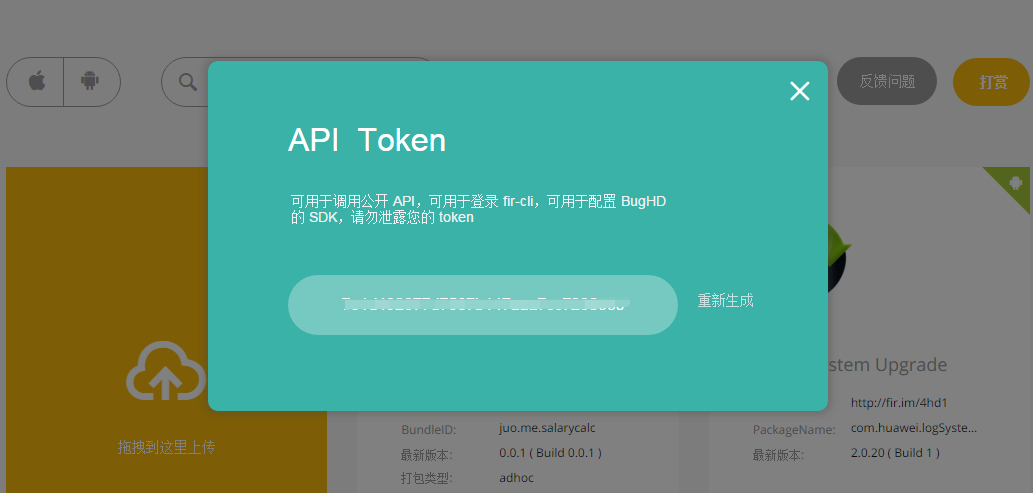 反馈问题
打赏
API Token
可用于调用公开 API，可用于登录 fir-cli，可用于配置 BugHD
的 SDK，请勿泄露您的 token
重新生成
stem Upgrade
http://fir.im/4hd1
拖拽到这里上传
BundleID: juo.me.salarycalc
最新版本: 0.0.1 ( Build 0.0.1 )
打包类型: adhoc
PackageName: com.huawei.logSyste...
最新版本: 2.0.20 ( Build 1 )